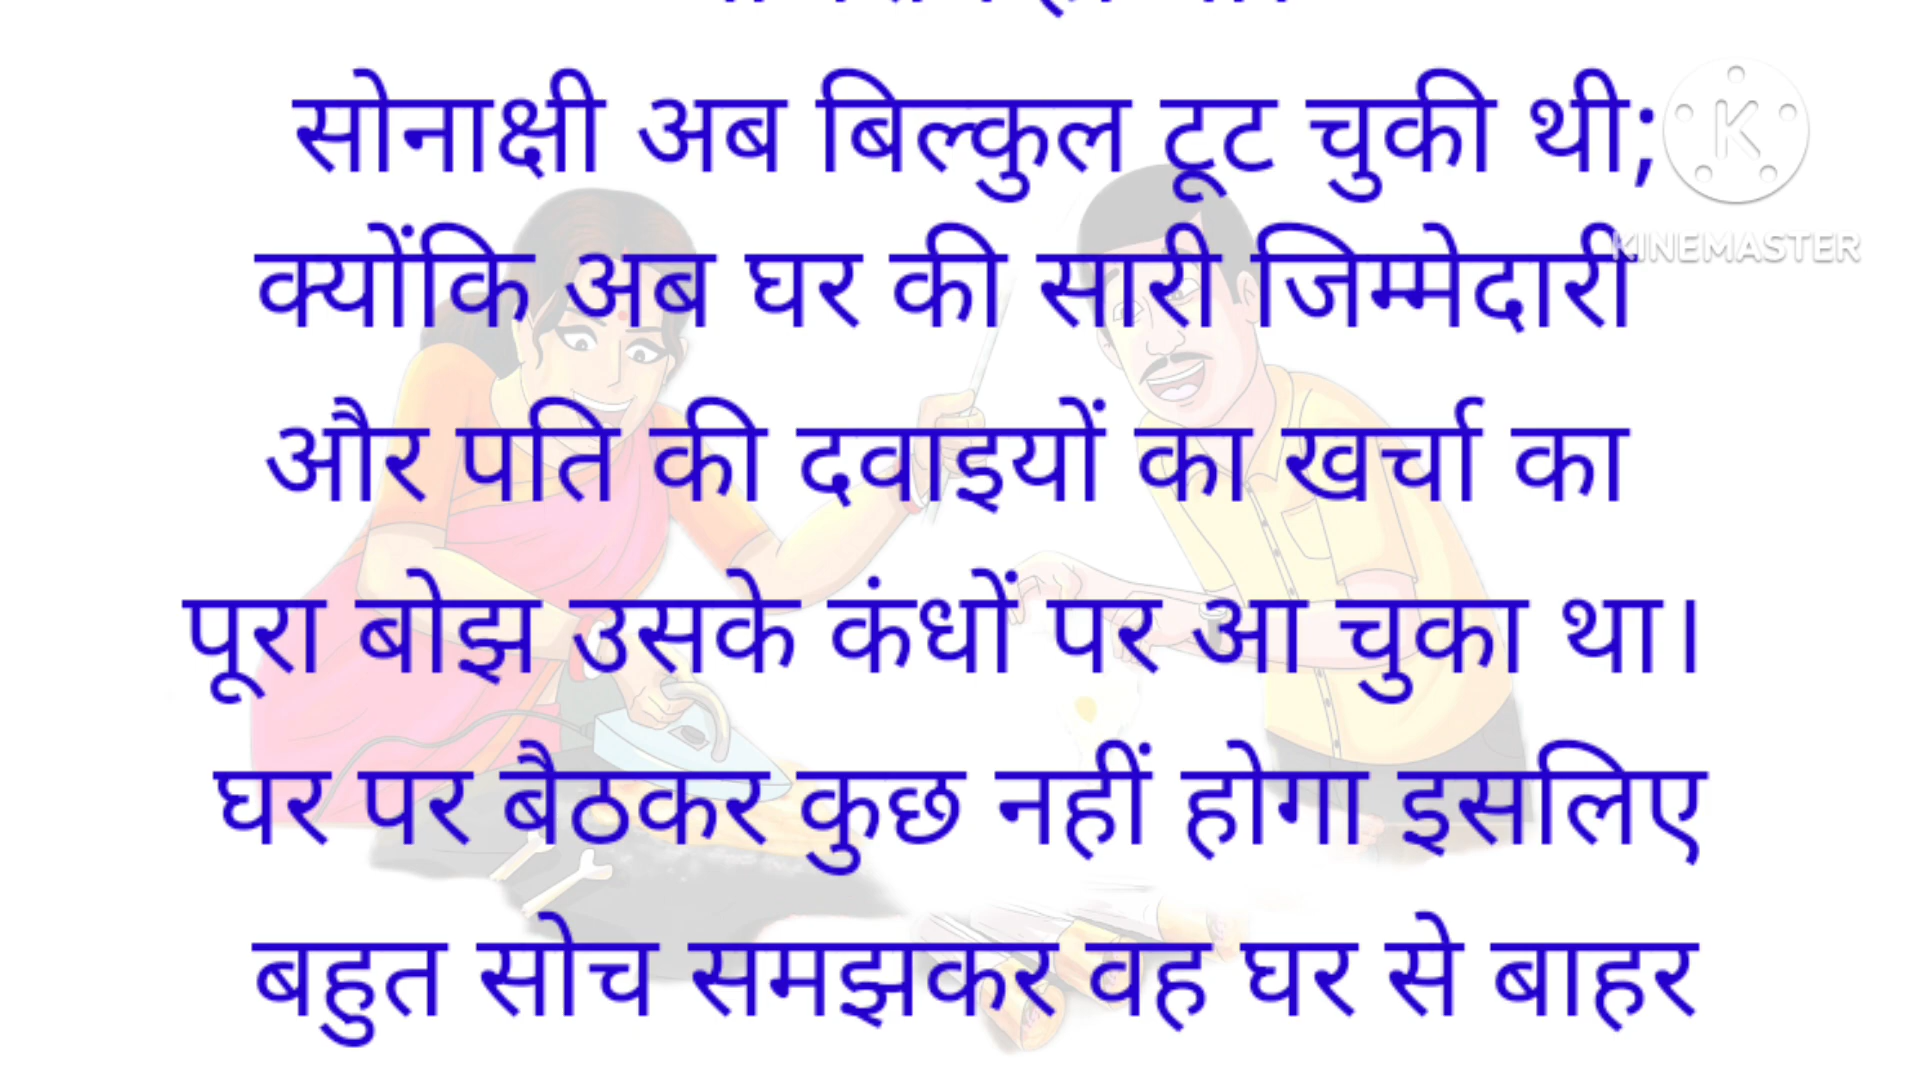 सोनाक्षी अब बिल्कुल टूट चुकी थी;
क्योंकि अब घर की सारी जिम्मेदारी
और पति की दवाइयों का खर्चा का
पूरा बोझ उसके कंधों पर आ चुका था।
घर पर बैठकर कुछ नहीं होगा इसलिए
बहुत सोच समझकर वह घर से बाहर
K
KINEMASTER